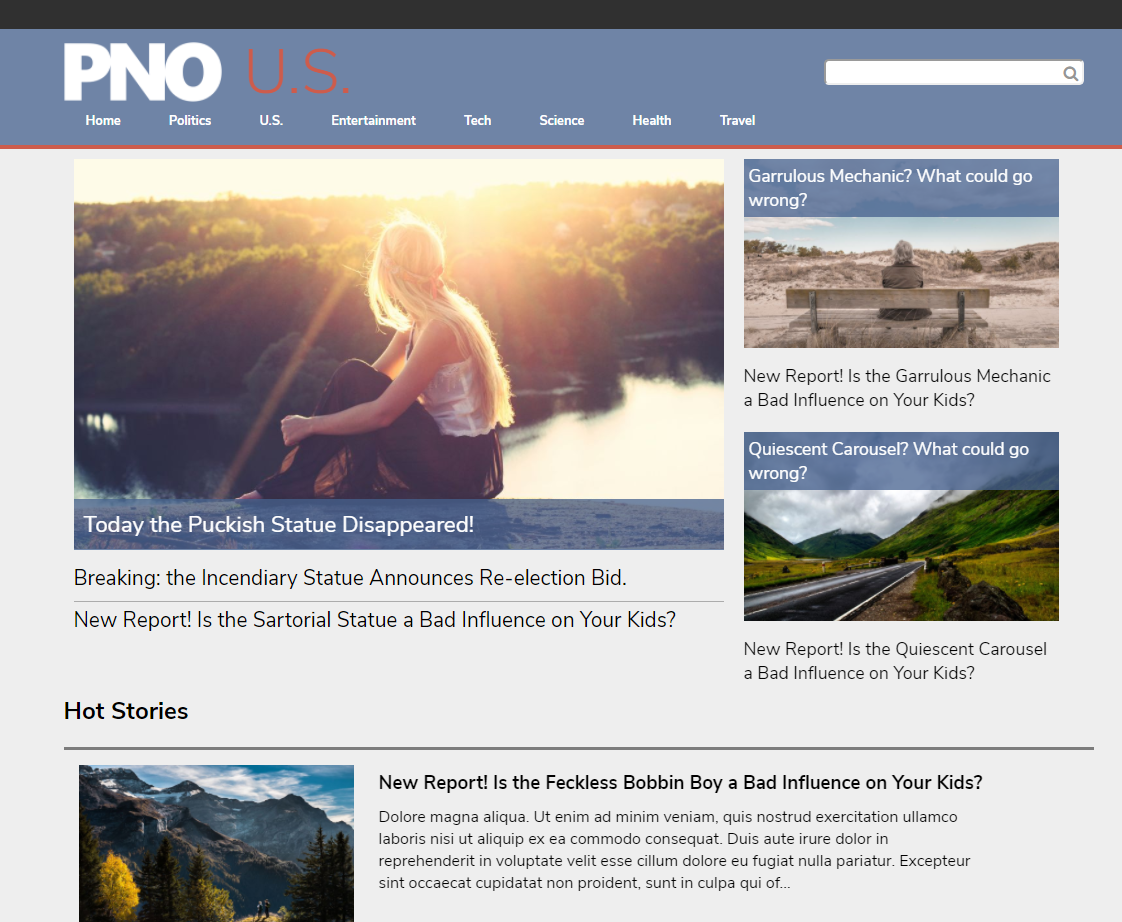 PNO U.S.
Home Politics U.S. Entertainment Tech Science Health Travel
Today the Puckish Statue Disappeared!
Breaking: the Incendiary Statue Announces Re-election Bid.
New Report! Is the Sartorial Statue a Bad Influence on Your Kids?
Garrulous Mechanic? What could go
wrong?
New Report! Is the Garrulous Mechanic
a Bad Influence on Your Kids?
Quiescent Carousel? What could go
wrong?
New Report! Is the Quiescent Carousel
a Bad Influence on Your Kids?
Hot Stories
New Report! Is the Feckless Bobbin Boy a Bad Influence on Your Kids?
Dolore magna aliqua. Ut enim ad minim veniam, quis nostrud exercitation ullamco
laboris nisi ut aliquip ex ea commodo consequat. Duis aute irure dolor in
reprehenderit in voluptate velit esse cillum dolore eu fugiat nulla pariatur. Excepteur
sint occaecat cupidatat non proident, sunt in culpa qui of...